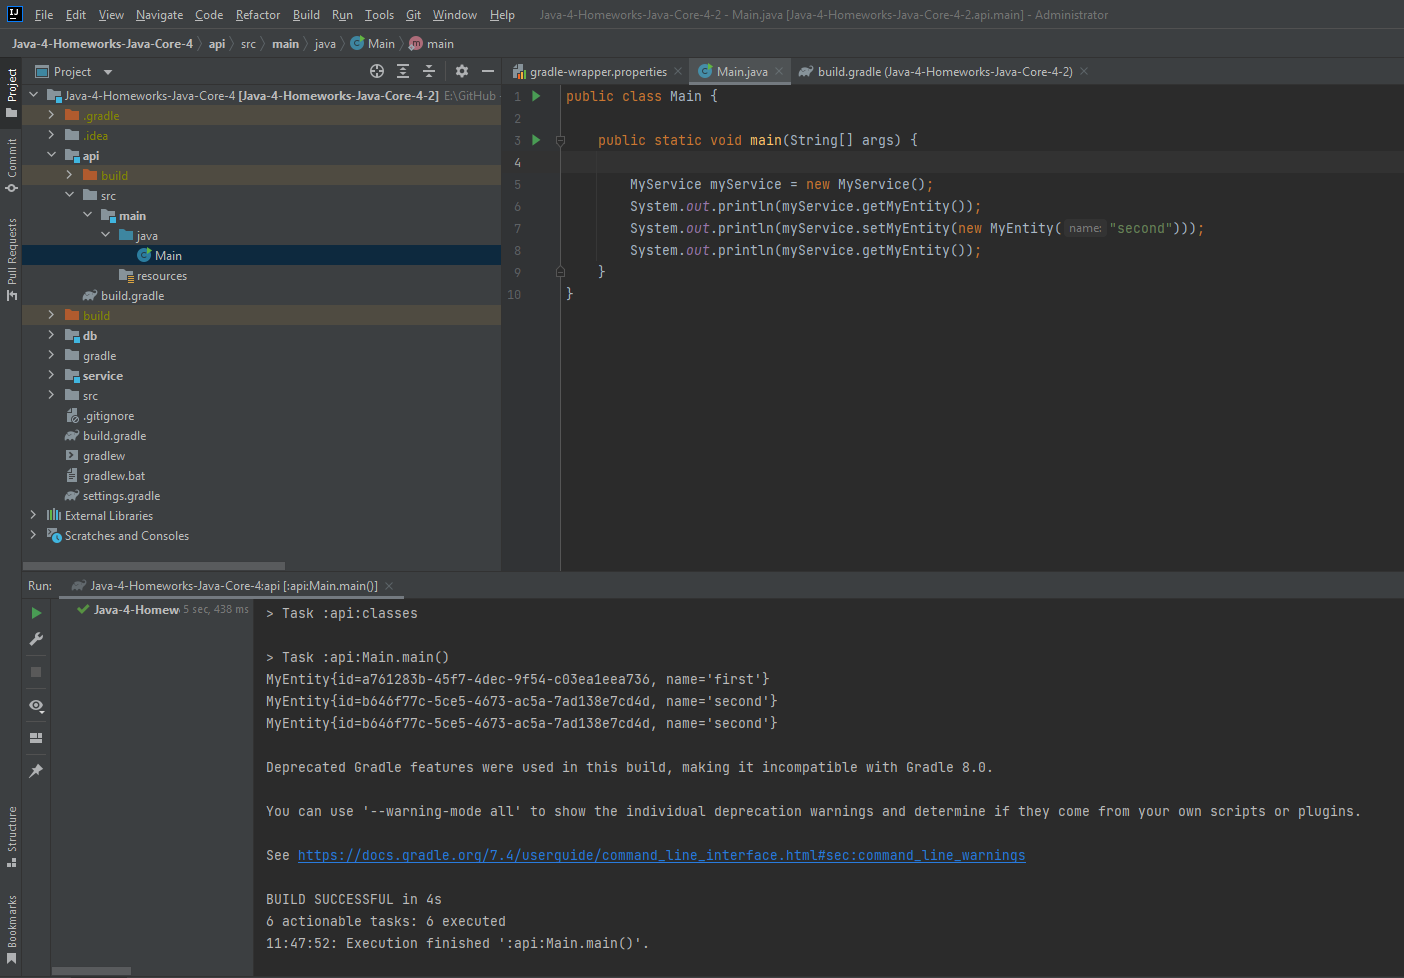 File Edit View Navigate Code Refactor Build Run Tools Git Window Help Java-4-Homeworks-Java-Core-4-2 - Main.java [Java-4-Homeworks-Java-Core-4-2.api.main] - Administrator
Java-4-Homeworks-Java-Core-4 api src main java Main main
Project
Commit
Pull Requests
Structure
Bookmarks
Project
Java-4-Homeworks-Java-Core-4 [Java-4-Homeworks-Java-Core-4-2] E:\GitHub
.gradle
.idea
api
build
src
main
java
Main
resources
build.gradle
build
db
gradle
service
src
.gitignore
build.gradle
gradlew
gradlew.bat
settings.gradle
External Libraries
Scratches and Consoles
gradle-wrapper.properties Main.java build.gradle (Java-4-Homeworks-Java-Core-4-2)
1 public class Main {
2
3 public static void main(String[] args) {
4
5 MyService myService = new MyService();
6 System.out.println(myService.getMyEntity());
7 System.out.println(myService.setMyEntity(new MyEntity( name: "second")));
8 System.out.println(myService.getMyEntity());
9 }
10 }
Run: Java-4-Homeworks-Java-Core-4:api [:api:Main.main()]
Java-4-Homew 5 sec, 438 ms
> Task :api:classes
> Task :api:Main.main()
MyEntity{id=a761283b-45f7-4dec-9f54-c03ea1eea736, name='first'}
MyEntity{id=b646f77c-5ce5-4673-ac5a-7ad138e7cd4d, name='second'}
MyEntity{id=b646f77c-5ce5-4673-ac5a-7ad138e7cd4d, name='second'}
Deprecated Gradle features were used in this build, making it incompatible with Gradle 8.0.
You can use '--warning-mode all' to show the individual deprecation warnings and determine if they come from your own scripts or plugins.
See https://docs.gradle.org/7.4/userguide/command_line_interface.html#sec:command_line_warnings
BUILD SUCCESSFUL in 4s
6 actionable tasks: 6 executed
11:47:52: Execution finished ':api:Main.main()'.